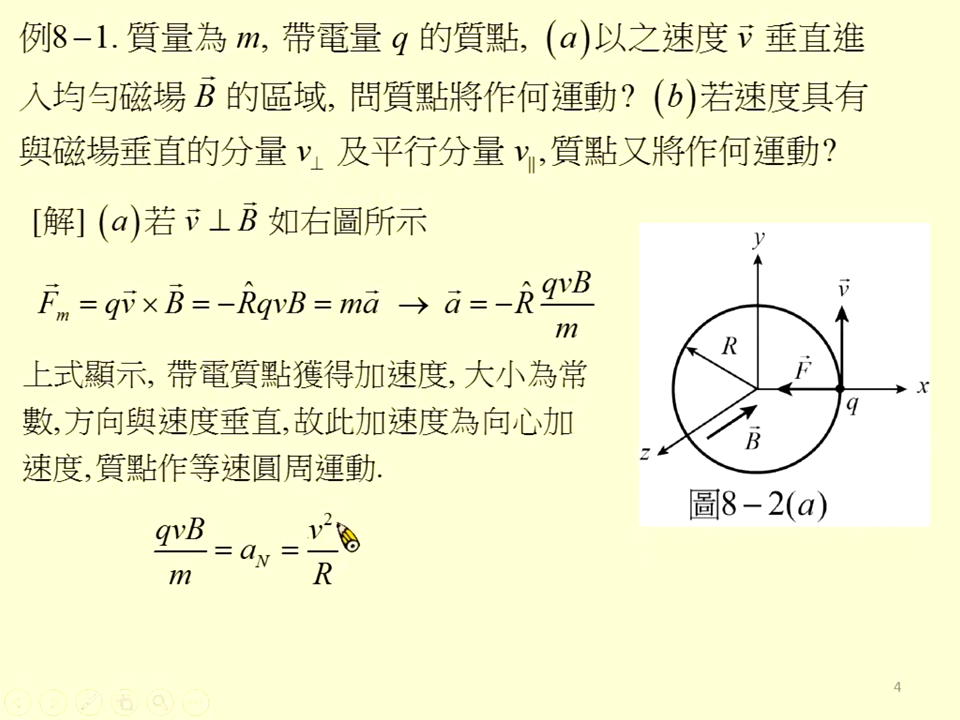 例8−1. 質量為 m, 帶電量 q 的質點, (a)以之速度 v⃗ 垂直進
入均勻磁場 B⃗ 的區域, 問質點將作何運動? (b)若速度具有
與磁場垂直的分量 v⊥ 及平行分量 v∥, 質點又將作何運動?
[解] (a)若 v⃗ ⊥ B⃗ 如右圖所示
F⃗ₘ = qv⃗ × B⃗ = −R̂qvB = ma⃗ → a⃗ = −R̂ qvB/m
上式顯示, 帶電質點獲得加速度, 大小為常
數, 方向與速度垂直, 故此加速度為向心加
速度, 質點作等速圓周運動.
qvB/m = a_N = v²/R
y
v⃗
R
F⃗
x
q
B⃗
z
圖8−2(a)
4